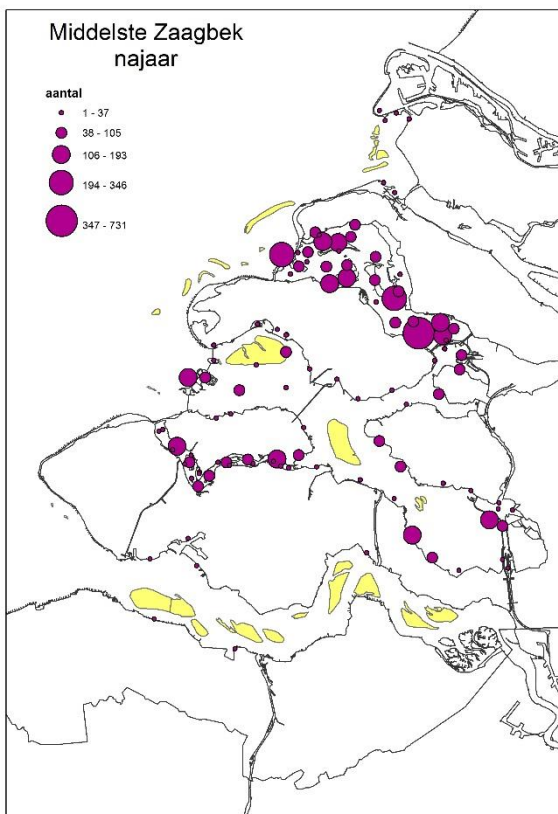 Middelste Zaagbek
najaar
aantal
1 - 37
38 - 105
106 - 193
194 - 346
347 - 731